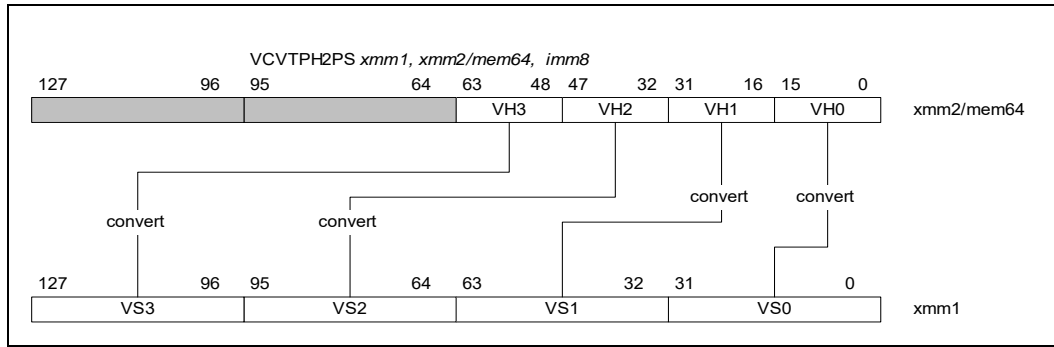 VCVTPH2PS xmm1, xmm2/mem64, imm8
127 96 95 64 63 48 47 32 31 16 15 0
VH3 VH2 VH1 VH0 xmm2/mem64
convert convert convert convert
127 96 95 64 63 32 31 0
VS3 VS2 VS1 VS0 xmm1